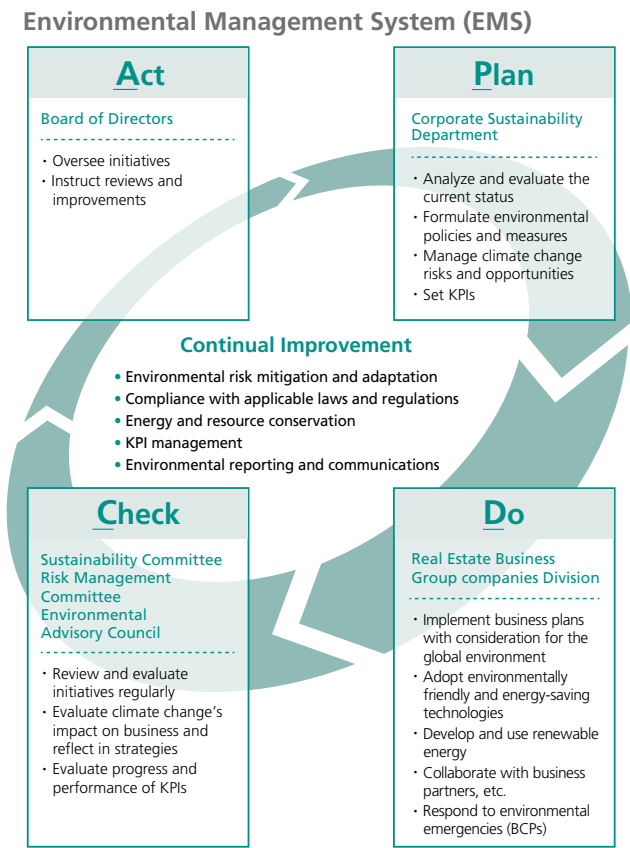 Environmental Management System (EMS)
Act
Board of Directors
・Oversee initiatives
・Instruct reviews and
improvements
Plan
Corporate Sustainability
Department
・Analyze and evaluate the
current status
・Formulate environmental
policies and measures
・Manage climate change
risks and opportunities
・Set KPIs
Continual Improvement
• Environmental risk mitigation and adaptation
• Compliance with applicable laws and regulations
• Energy and resource conservation
• KPI management
• Environmental reporting and communications
Check
Sustainability Committee
Risk Management
Committee
Environmental
Advisory Council
・Review and evaluate
initiatives regularly
・Evaluate climate change's
impact on business and
reflect in strategies
・Evaluate progress and
performance of KPIs
Do
Real Estate Business
Group companies Division
・Implement business plans
with consideration for the
global environment
・Adopt environmentally
friendly and energy-saving
technologies
・Develop and use renewable
energy
・Collaborate with business
partners, etc.
・Respond to environmental
emergencies (BCPs)